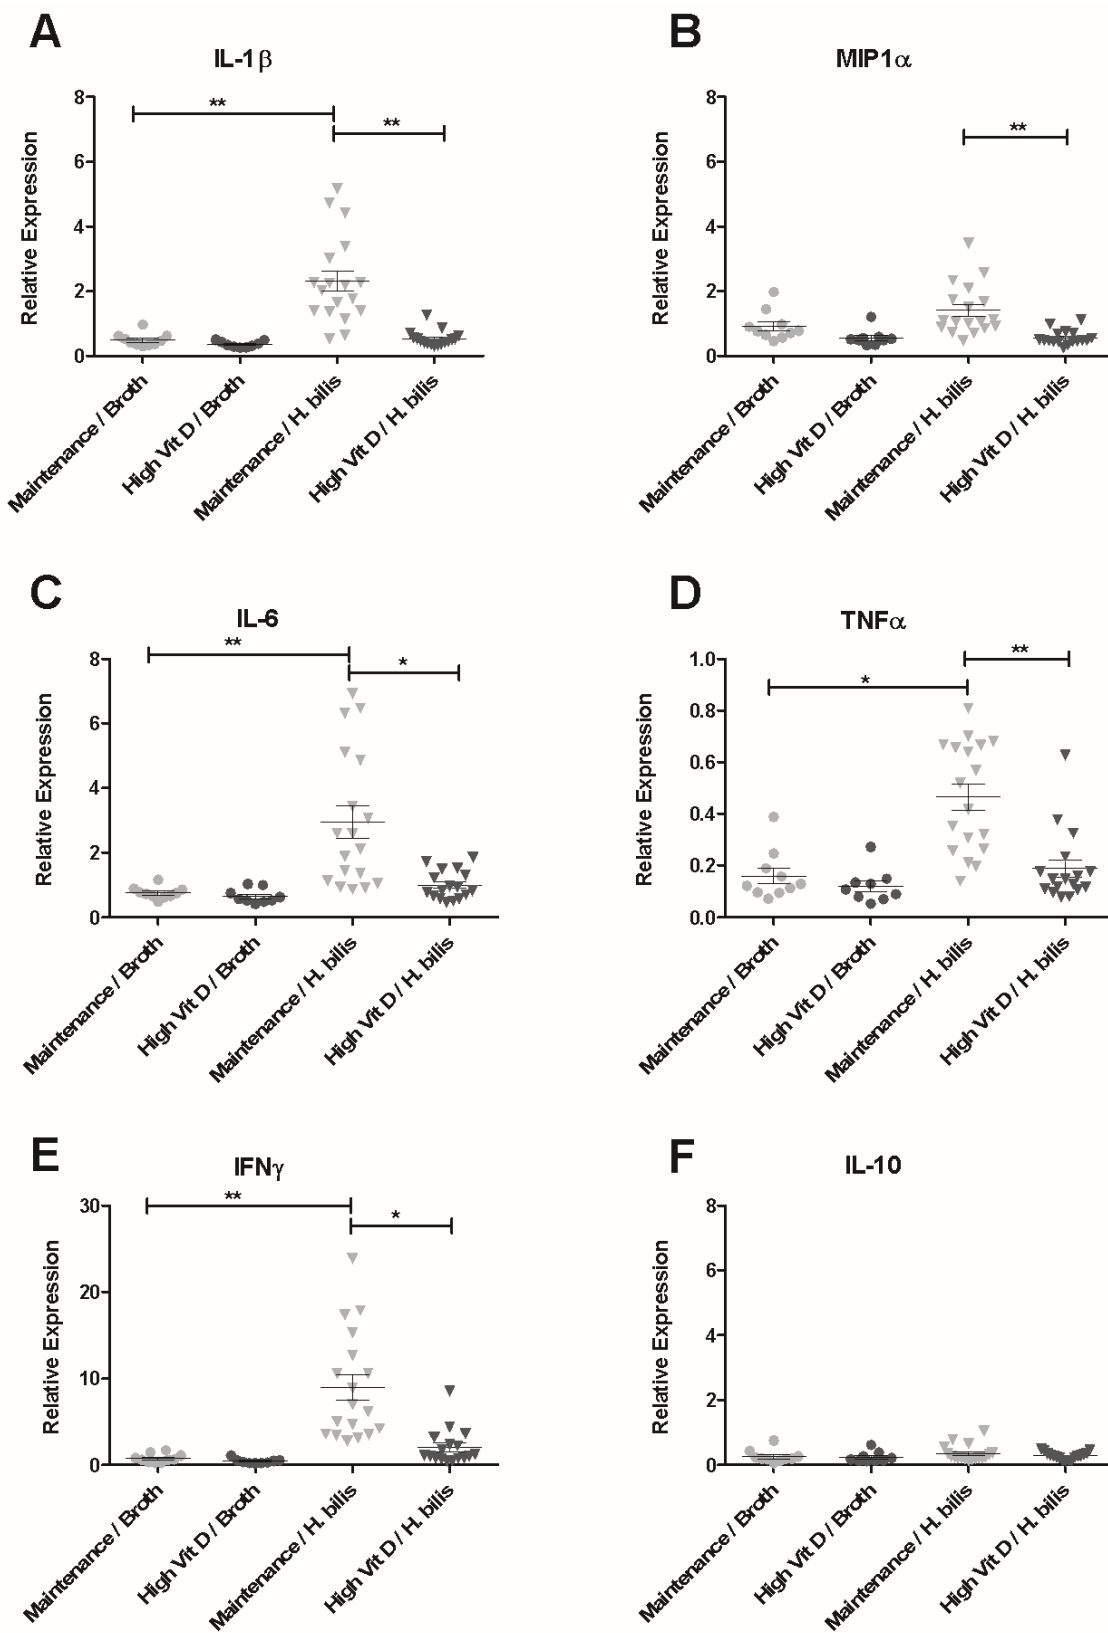 A
IL-1β
Relative Expression
8
6
4
2
0
**
**
Maintenance / Broth
High Vit D / Broth
Maintenance / H. bilis
High Vit D / H. bilis
B
MIP1α
Relative Expression
8
6
4
2
0
**
Maintenance / Broth
High Vit D / Broth
Maintenance / H. bilis
High Vit D / H. bilis
C
IL-6
Relative Expression
8
6
4
2
0
**
*
Maintenance / Broth
High Vit D / Broth
Maintenance / H. bilis
High Vit D / H. bilis
D
TNFα
Relative Expression
1.0
0.8
0.6
0.4
0.2
0.0
*
**
Maintenance / Broth
High Vit D / Broth
Maintenance / H. bilis
High Vit D / H. bilis
E
IFNγ
Relative Expression
30
20
10
0
**
*
Maintenance / Broth
High Vit D / Broth
Maintenance / H. bilis
High Vit D / H. bilis
F
IL-10
Relative Expression
8
6
4
2
0
Maintenance / Broth
High Vit D / Broth
Maintenance / H. bilis
High Vit D / H. bilis